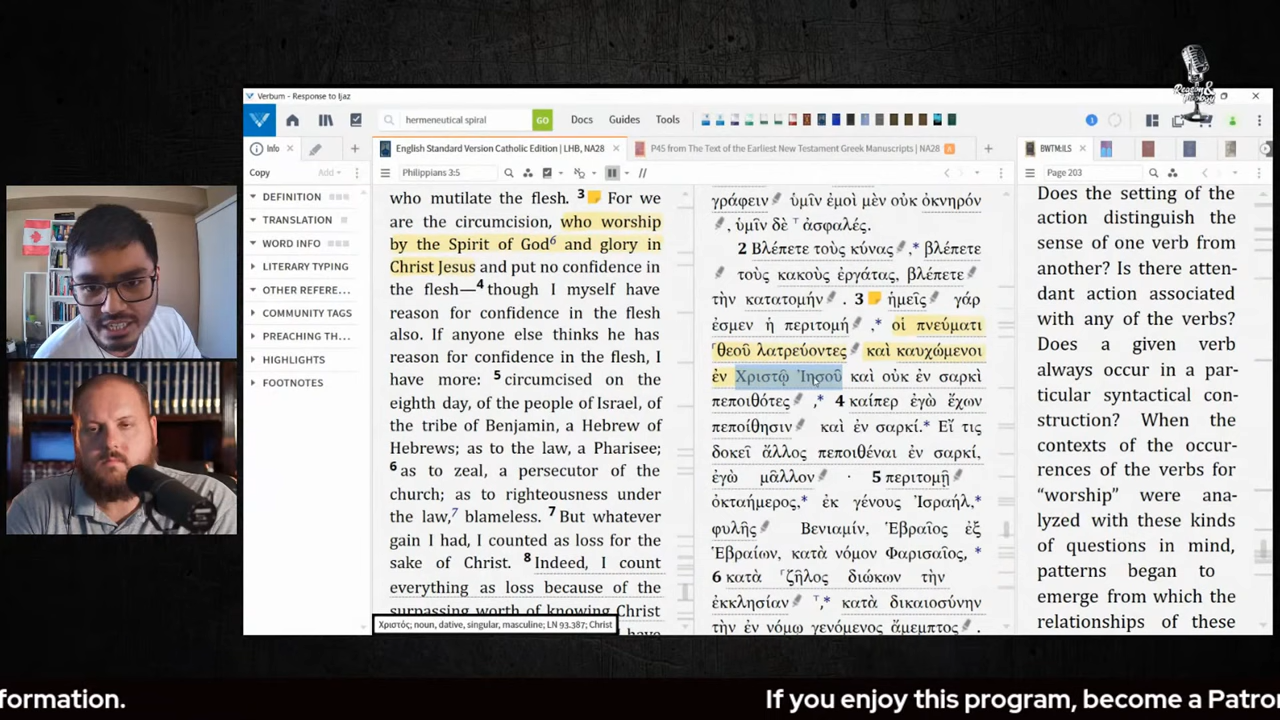 Verbum - Response to Ijaz
hermeneutical spiral
GO
Docs
Guides
Tools
Info
English Standard Version Catholic Edition | LHB, NA28
P45 from The Text of the Earliest New Testament Greek Manuscripts | NA28
BWTM:ILS
Copy
Add
Philippians 3:5
Page 203
DEFINITION
TRANSLATION
WORD INFO
LITERARY TYPING
OTHER REFERE...
COMMUNITY TAGS
PREACHING TH...
HIGHLIGHTS
FOOTNOTES
who mutilate the flesh. 3 For we
are the circumcision, who worship
by the Spirit of God6 and glory in
Christ Jesus and put no confidence in
the flesh—4 though I myself have
reason for confidence in the flesh
also. If anyone else thinks he has
reason for confidence in the flesh, I
have more: 5 circumcised on the
eighth day, of the people of Israel, of
the tribe of Benjamin, a Hebrew of
Hebrews; as to the law, a Pharisee;
6 as to zeal, a persecutor of the
church; as to righteousness under
the law,7 blameless. 7 But whatever
gain I had, I counted as loss for the
sake of Christ. 8 Indeed, I count
everything as loss because of the
surpassing worth of knowing Christ
Χριστός; noun, dative, singular, masculine; LN 93.387; Christ
γράφειν ὑμῖν ἐμοὶ μὲν οὐκ ὀκνηρόν
, ὑμῖν δὲ ⸆ ἀσφαλές.
2 Βλέπετε τοὺς κύνας ,* βλέπετε
τοὺς κακοὺς ἐργάτας, βλέπετε
τὴν κατατομήν . 3 ἡμεῖς γάρ
ἐσμεν ἡ περιτομή ,* οἱ πνεύματι
⸀θεοῦ λατρεύοντες καὶ καυχώμενοι
ἐν Χριστῷ Ἰησοῦ καὶ οὐκ ἐν σαρκὶ
πεποιθότες ,* 4 καίπερ ἐγὼ ἔχων
πεποίθησιν καὶ ἐν σαρκί.* Εἴ τις
δοκεῖ ἄλλος πεποιθέναι ἐν σαρκί,
ἐγὼ μᾶλλον · 5 περιτομῇ
ὀκταήμερος,* ἐκ γένους Ἰσραήλ,*
φυλῆς Βενιαμίν, Ἑβραῖος ἐξ
Ἑβραίων, κατὰ νόμον Φαρισαῖος, *
6 κατὰ ⸀ζῆλος διώκων τὴν
ἐκκλησίαν ⸆,* κατὰ δικαιοσύνην
τὴν ἐν νόμῳ γενόμενος ἄμεμπτος .
Does the setting of the
action distinguish the
sense of one verb from
another? Is there atten-
dant action associated
with any of the verbs?
Does a given verb
always occur in a par-
ticular syntactical con-
struction? When the
contexts of the occur-
rences of the verbs for
“worship” were ana-
lyzed with these kinds
of questions in mind,
patterns began to
emerge from which the
relationships of these
formation.
If you enjoy this program, become a Patro